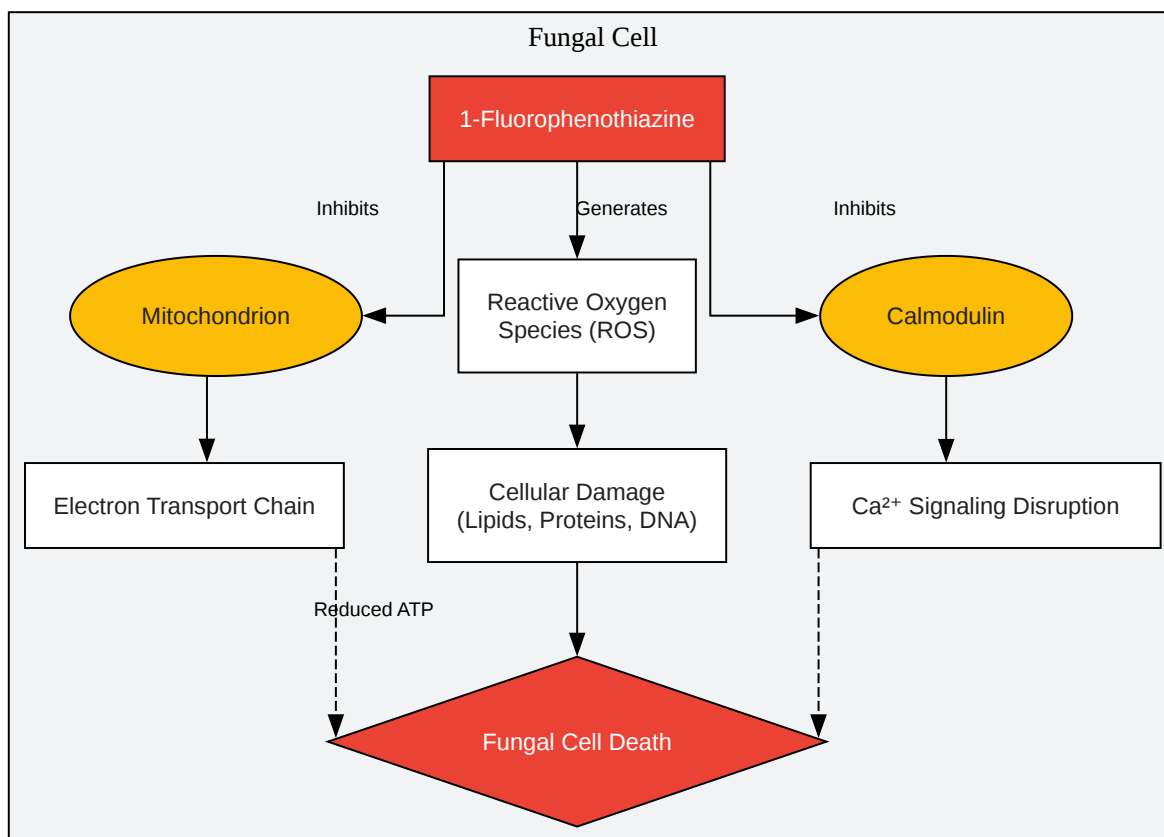 Fungal Cell
1-Fluorophenothiazine
Inhibits
Generates
Inhibits
Mitochondrion
Reactive Oxygen
Species (ROS)
Calmodulin
Electron Transport Chain
Cellular Damage
(Lipids, Proteins, DNA)
Ca²⁺ Signaling Disruption
Reduced ATP
Fungal Cell Death